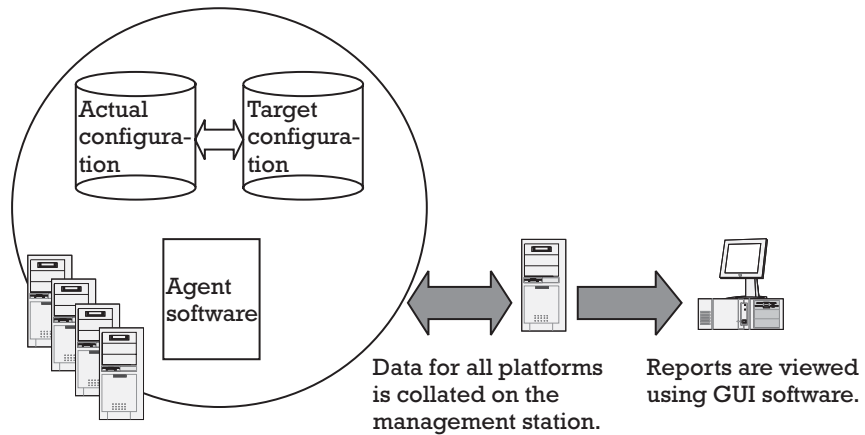 Actual
configura-
tion
Target
configura-
tion
Agent
software
Data for all platforms
is collated on the
management station.
Reports are viewed
using GUI software.